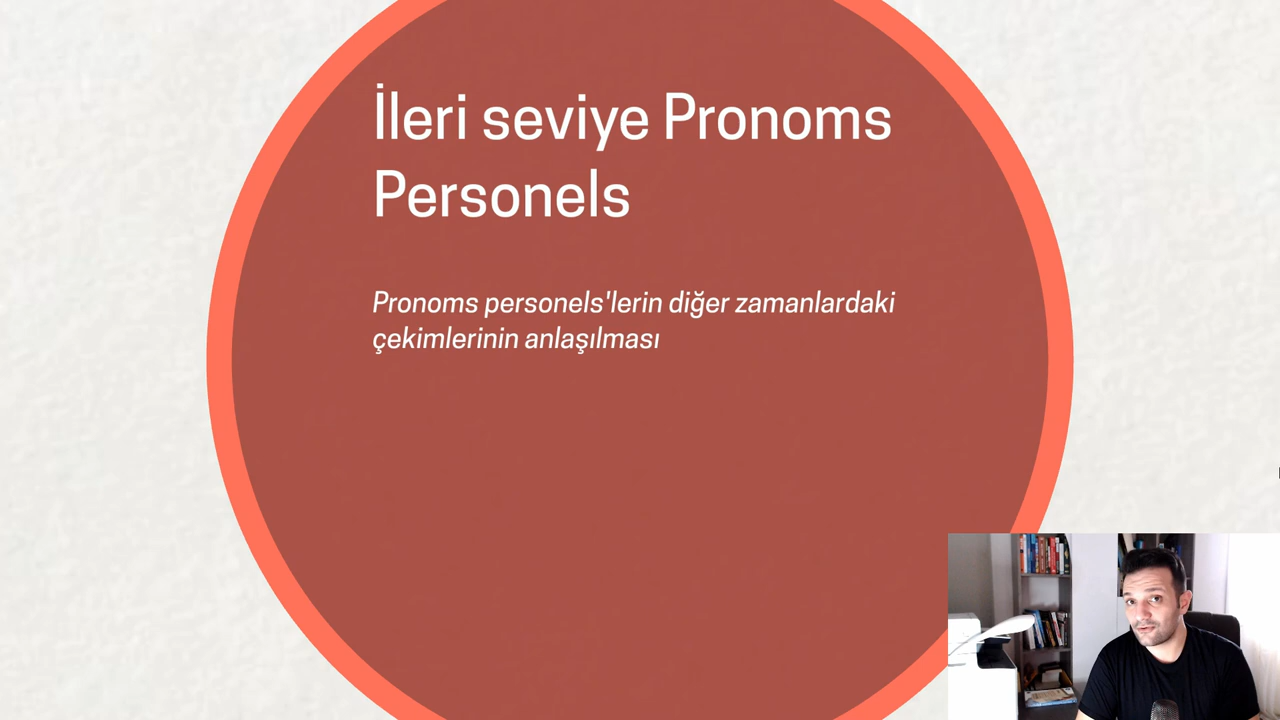 İleri seviye Pronoms
Personels
Pronoms personels'lerin diğer zamanlardaki
çekimlerinin anlaşılması